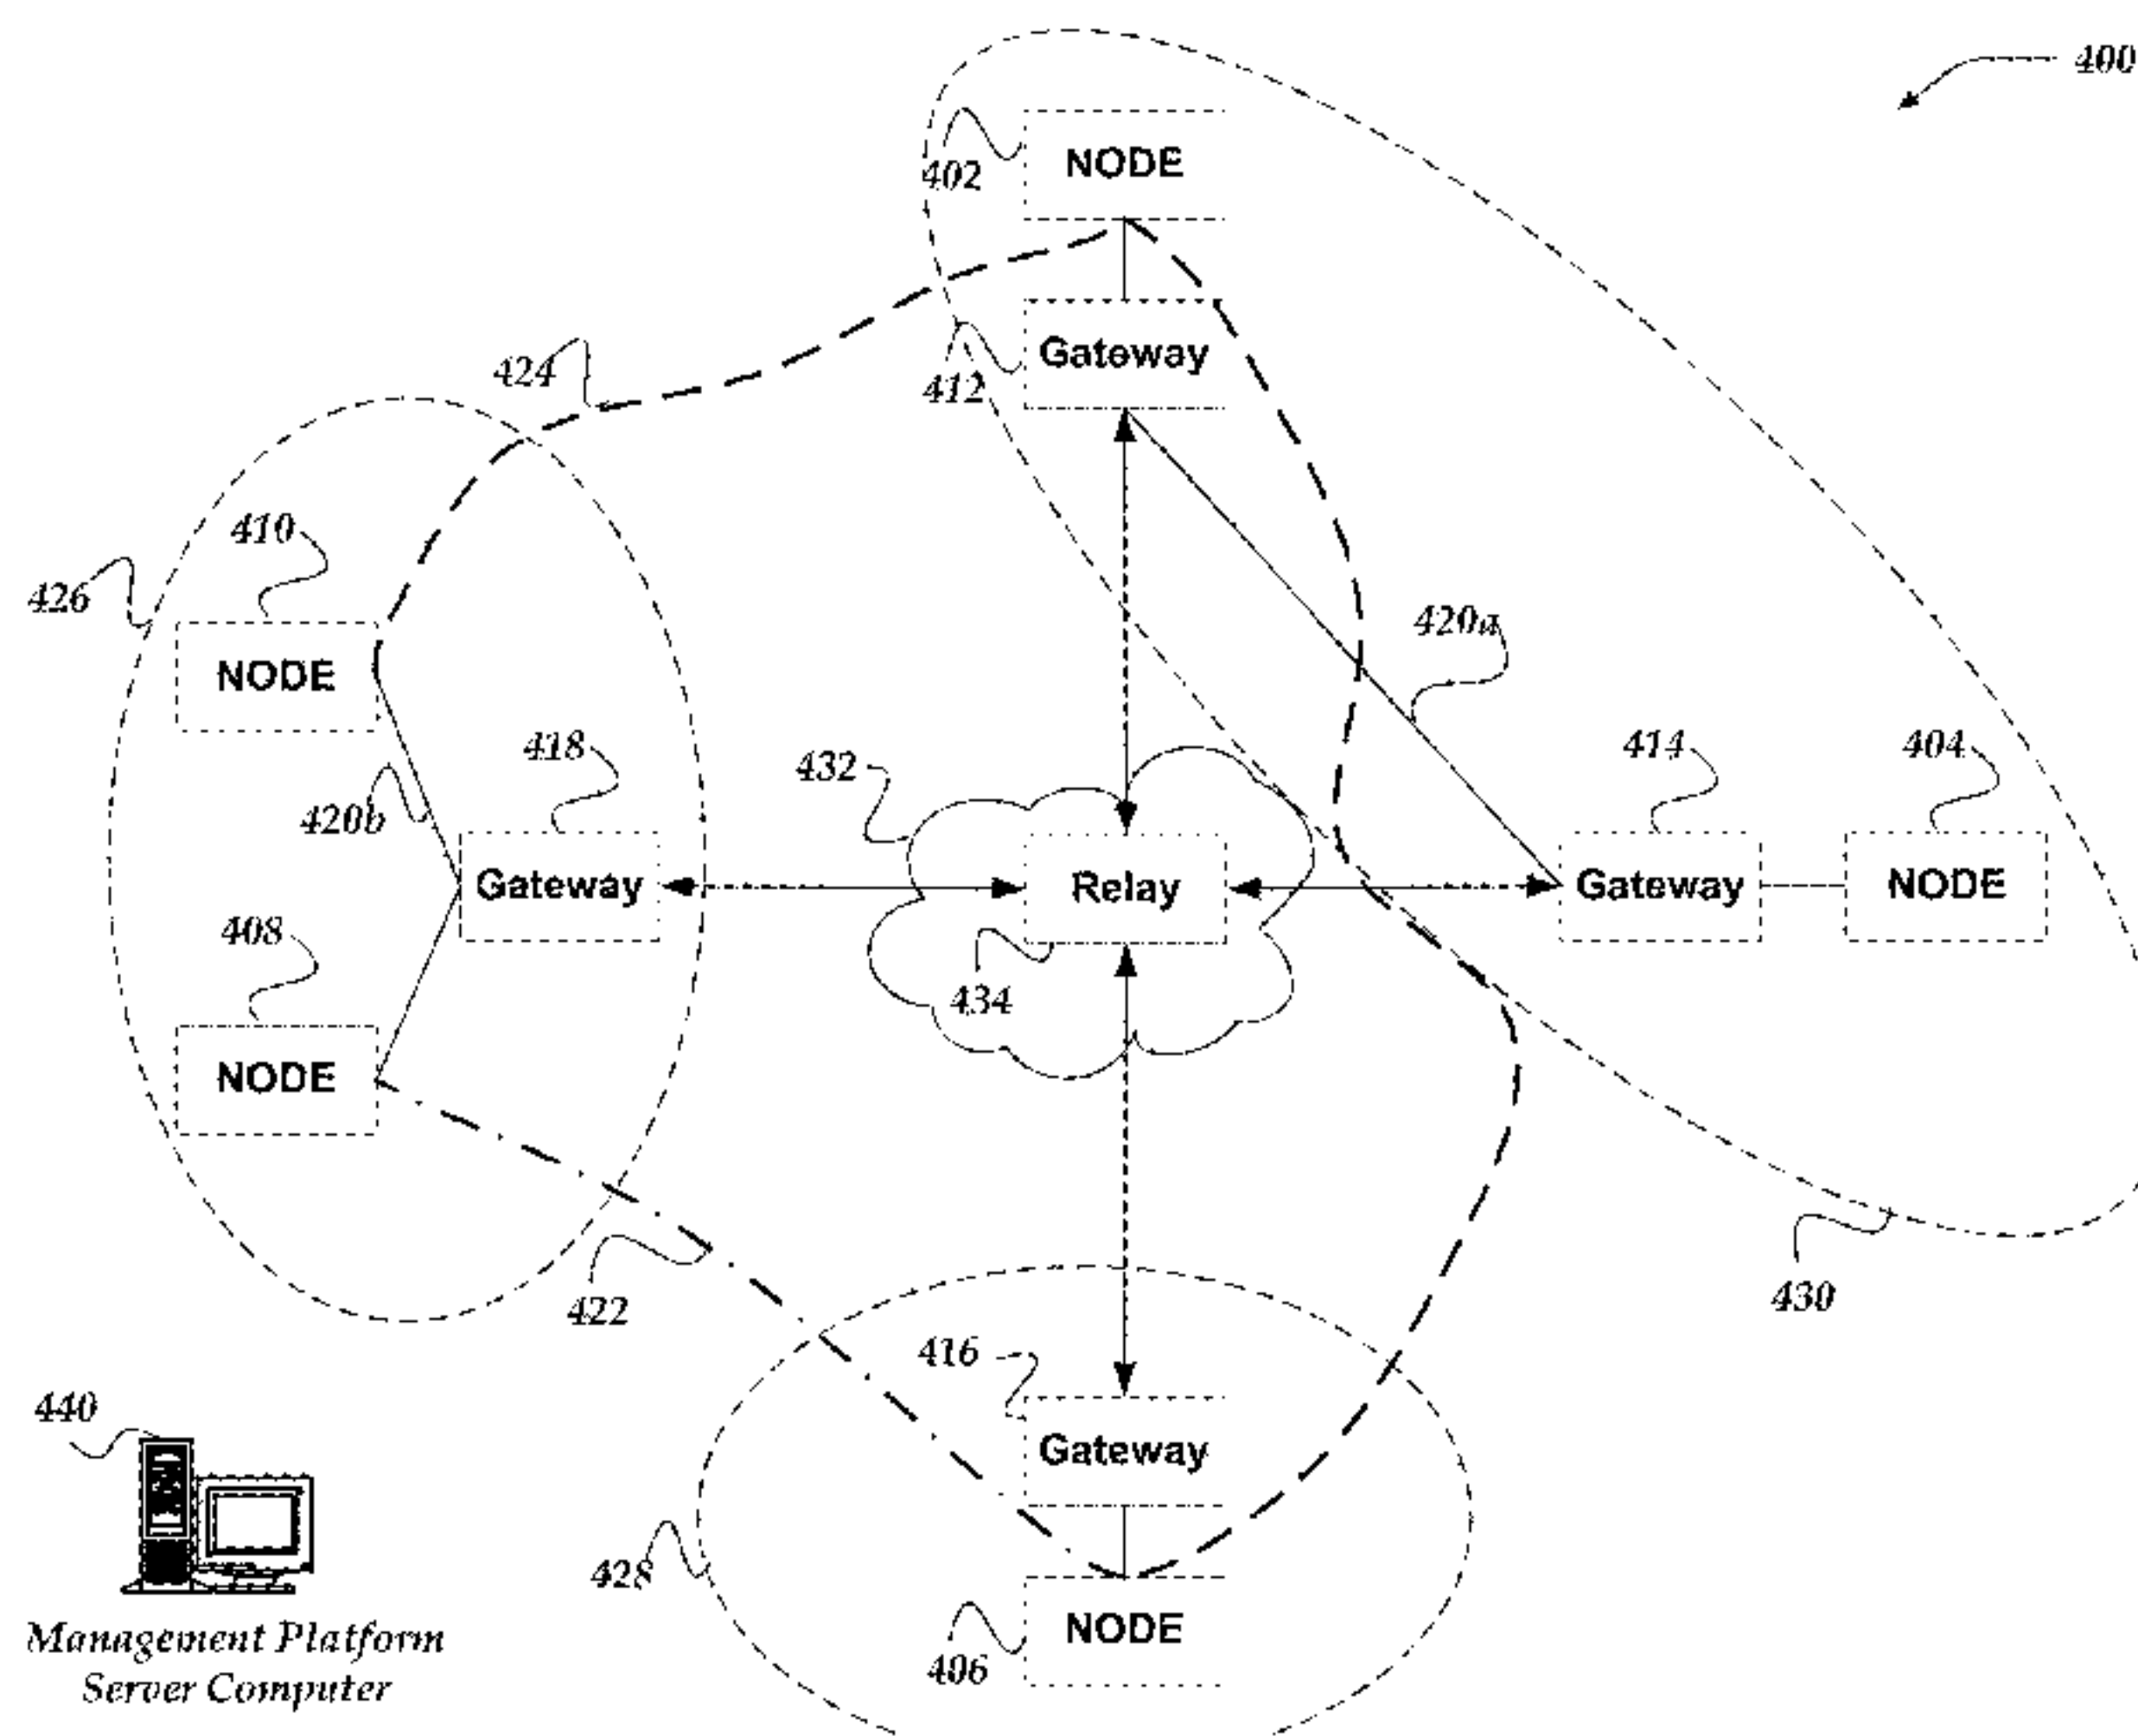 400
NODE
402
Gateway
412
424
410
426
NODE
420a
418
432
414
404
420b
Gateway
Relay
Gateway
NODE
408
434
NODE
422
430
416
440
Gateway
428
NODE
406
Management Platform
Server Computer